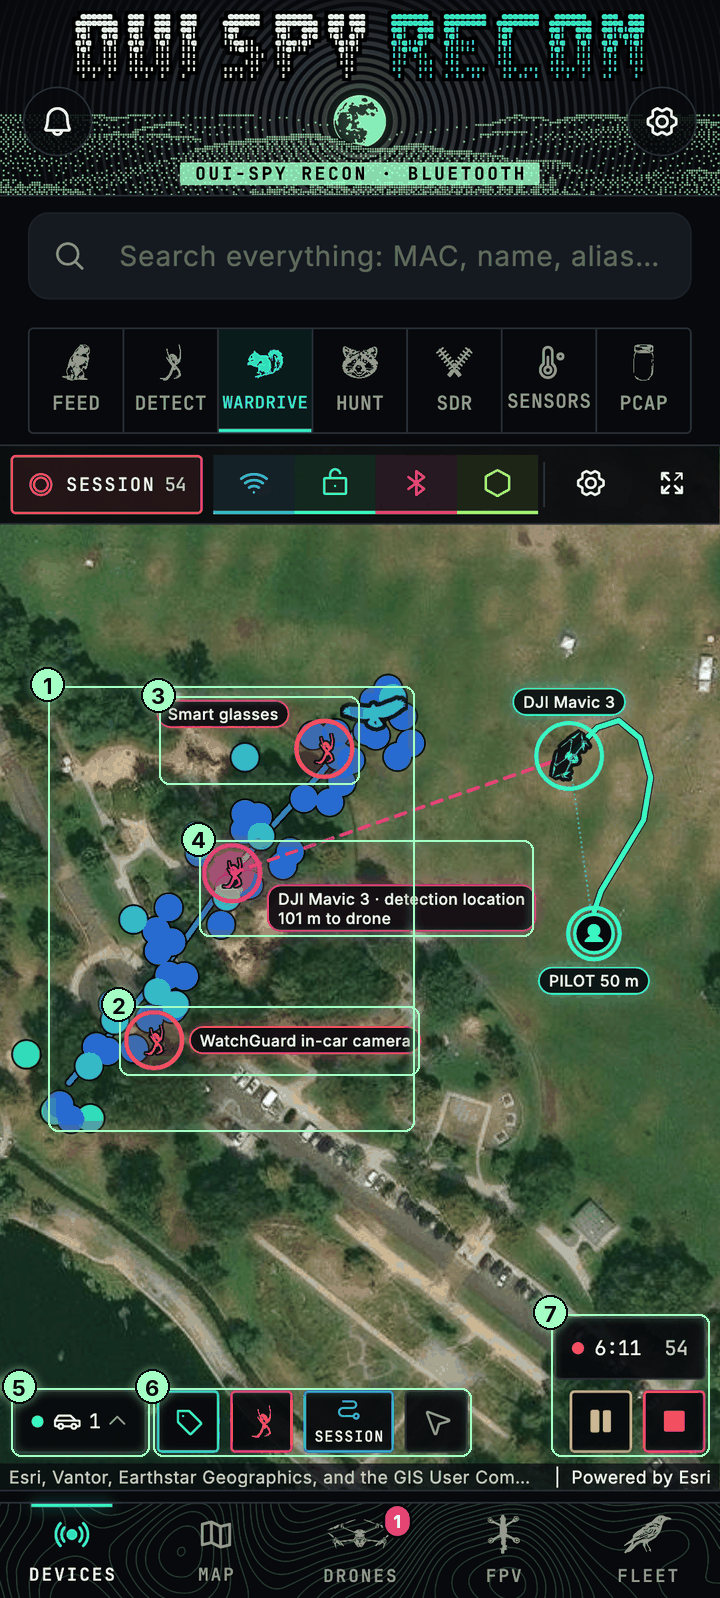 OUI SPY RECON
OUI-SPY RECON · BLUETOOTH
Search everything: MAC, name, alias...
FEED
DETECT
WARDRIVE
HUNT
SDR
SENSORS
PCAP
SESSION 54
1
3
Smart glasses
DJI Mavic 3
4
DJI Mavic 3 · detection location
101 m to drone
PILOT 50 m
2
WatchGuard in-car camera
7
6:11 54
5
1
6
SESSION
Esri, Vantor, Earthstar Geographics, and the GIS User Com... | Powered by Esri
1
DEVICES
MAP
DRONES
FPV
FLEET